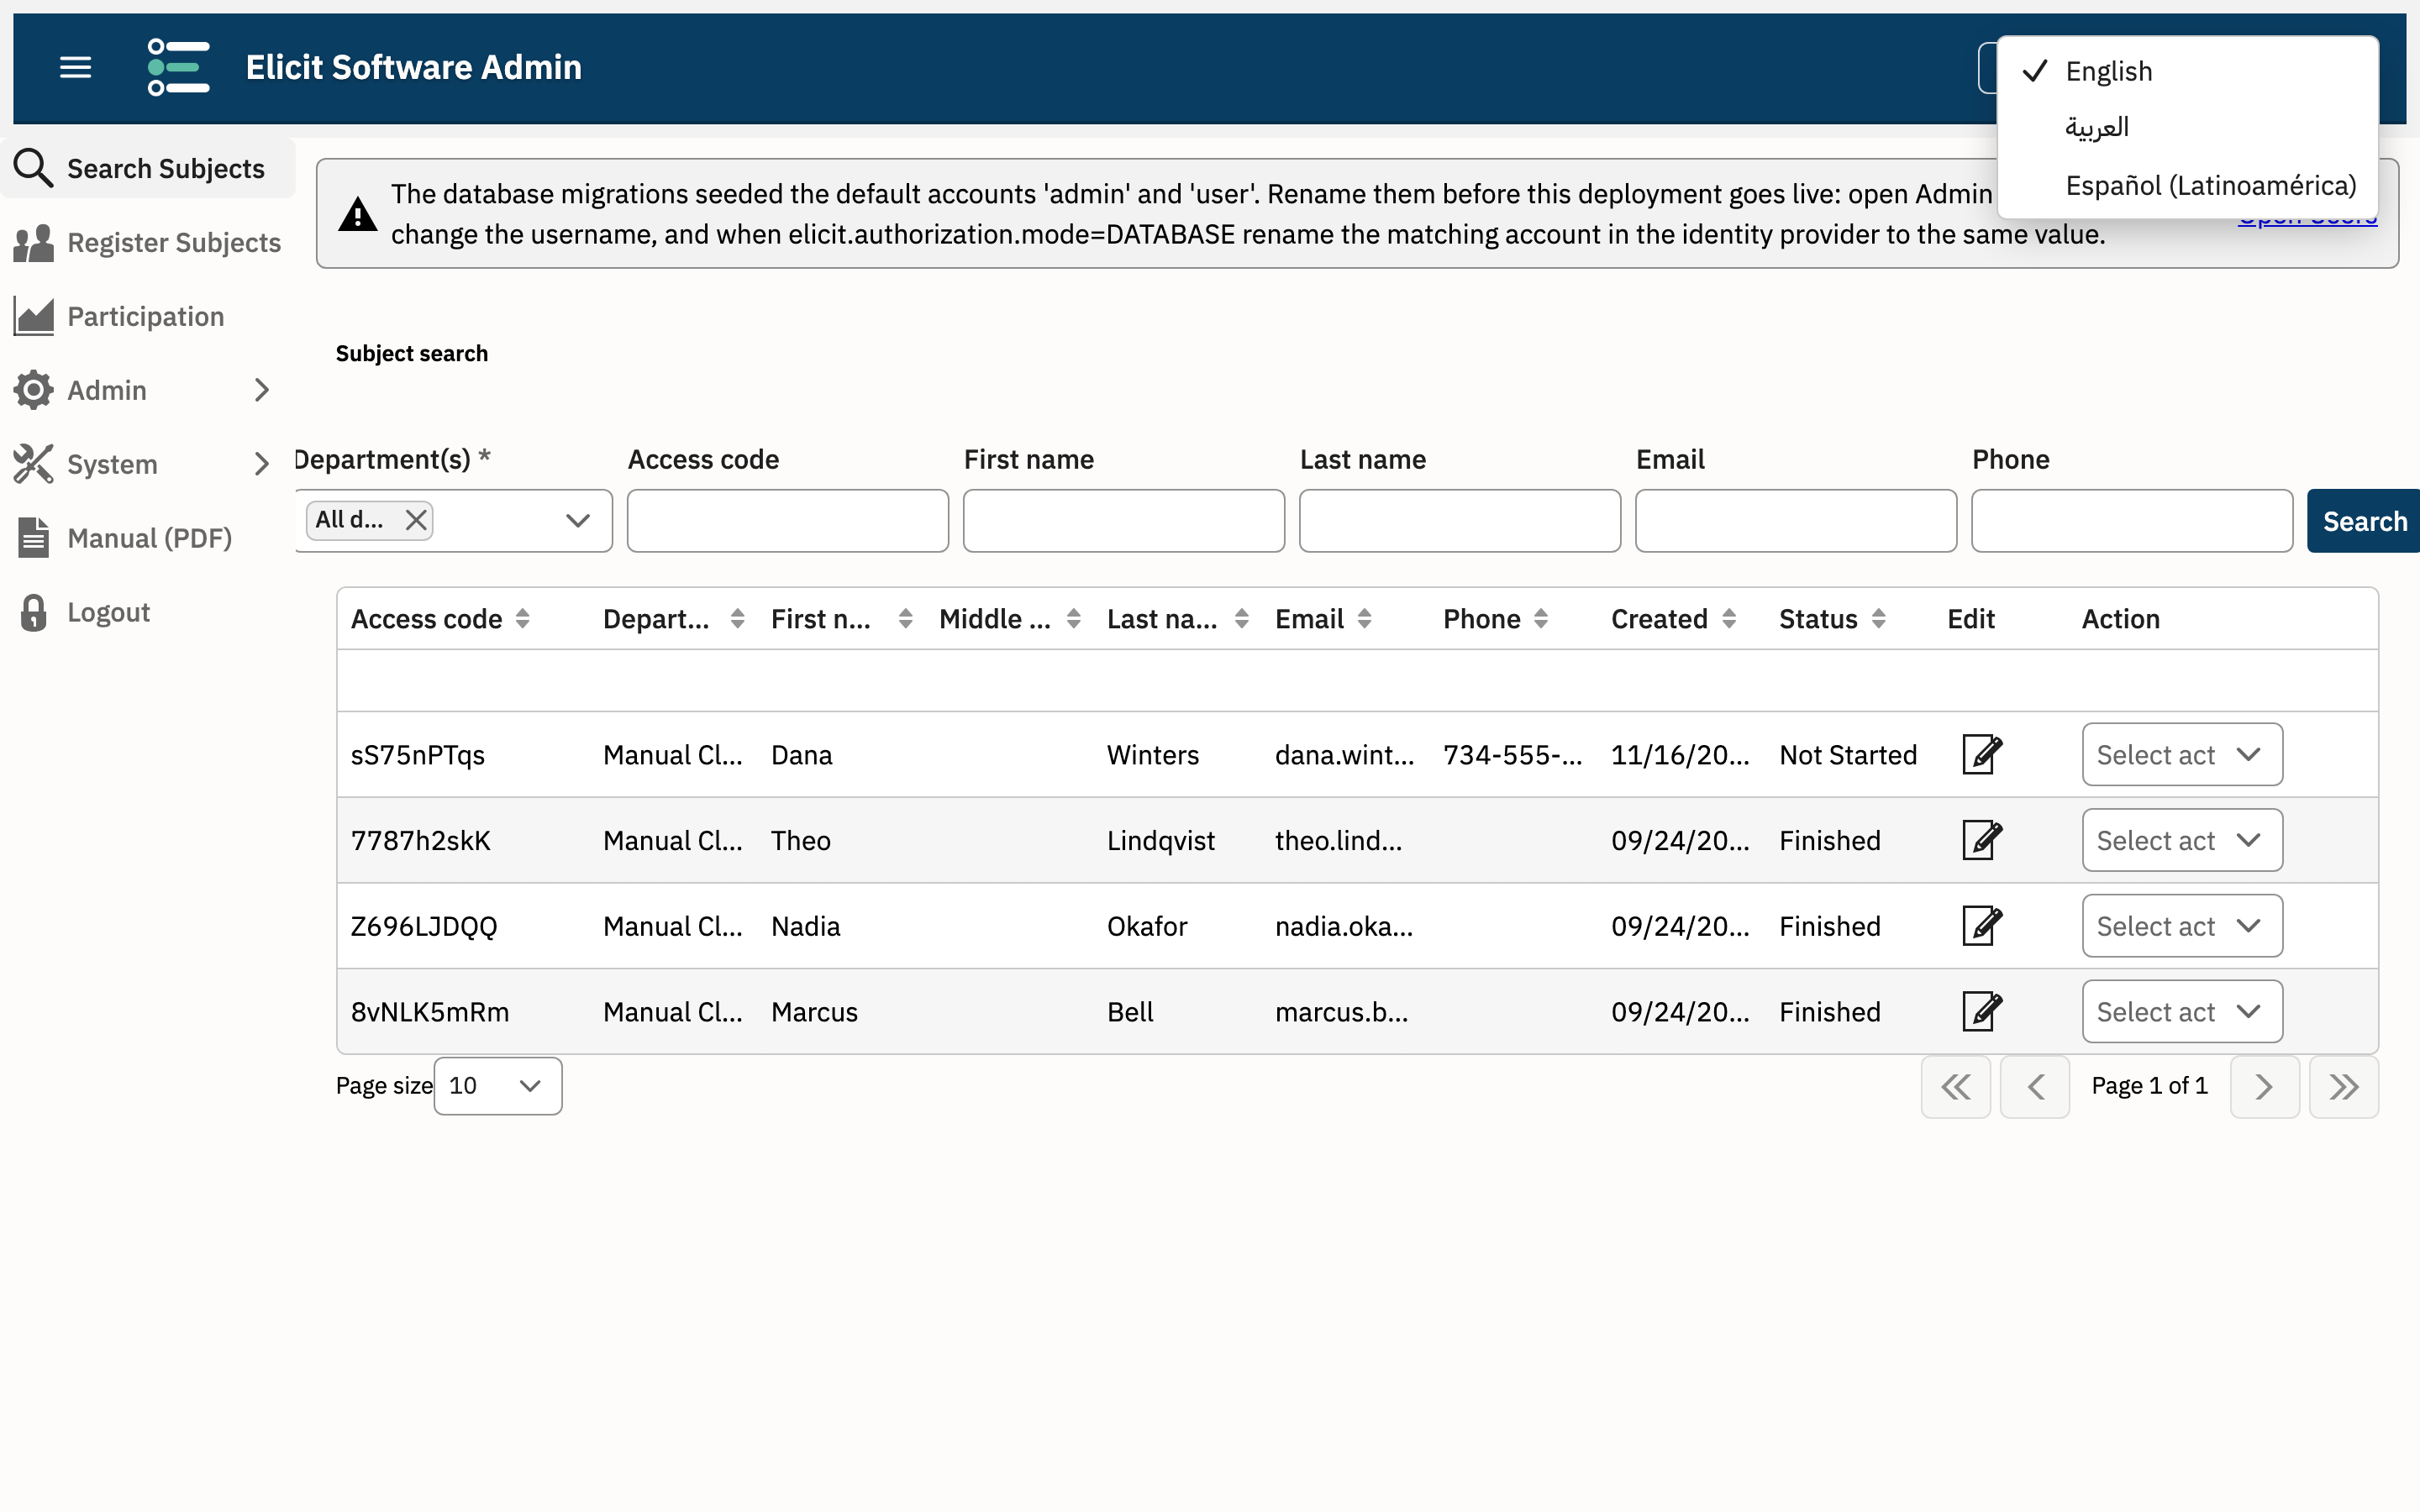 Elicit Software Admin
English
العربية
Español (Latinoamérica)
Search Subjects
Register Subjects
Participation
Admin
System
Manual (PDF)
Logout
The database migrations seeded the default accounts 'admin' and 'user'. Rename them before this deployment goes live: open Admin
change the username, and when elicit.authorization.mode=DATABASE rename the matching account in the identity provider to the same value.
Subject search
Department(s) * Access code First name Last name Email Phone
All d... Search
Access code Depart... First n... Middle ... Last na... Email Phone Created Status Edit Action
sS75nPTqs Manual Cl... Dana Winters dana.wint... 734-555-... 11/16/20... Not Started Select act
7787h2skK Manual Cl... Theo Lindqvist theo.lind... 09/24/20... Finished Select act
Z696LJDQQ Manual Cl... Nadia Okafor nadia.oka... 09/24/20... Finished Select act
8vNLK5mRm Manual Cl... Marcus Bell marcus.b... 09/24/20... Finished Select act
Page size 10 Page 1 of 1